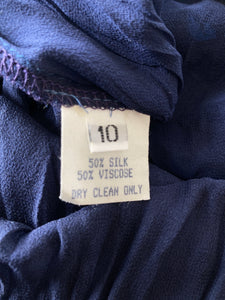 10
50% SILK
50% VISCOSE
DRY CLEAN ONLY